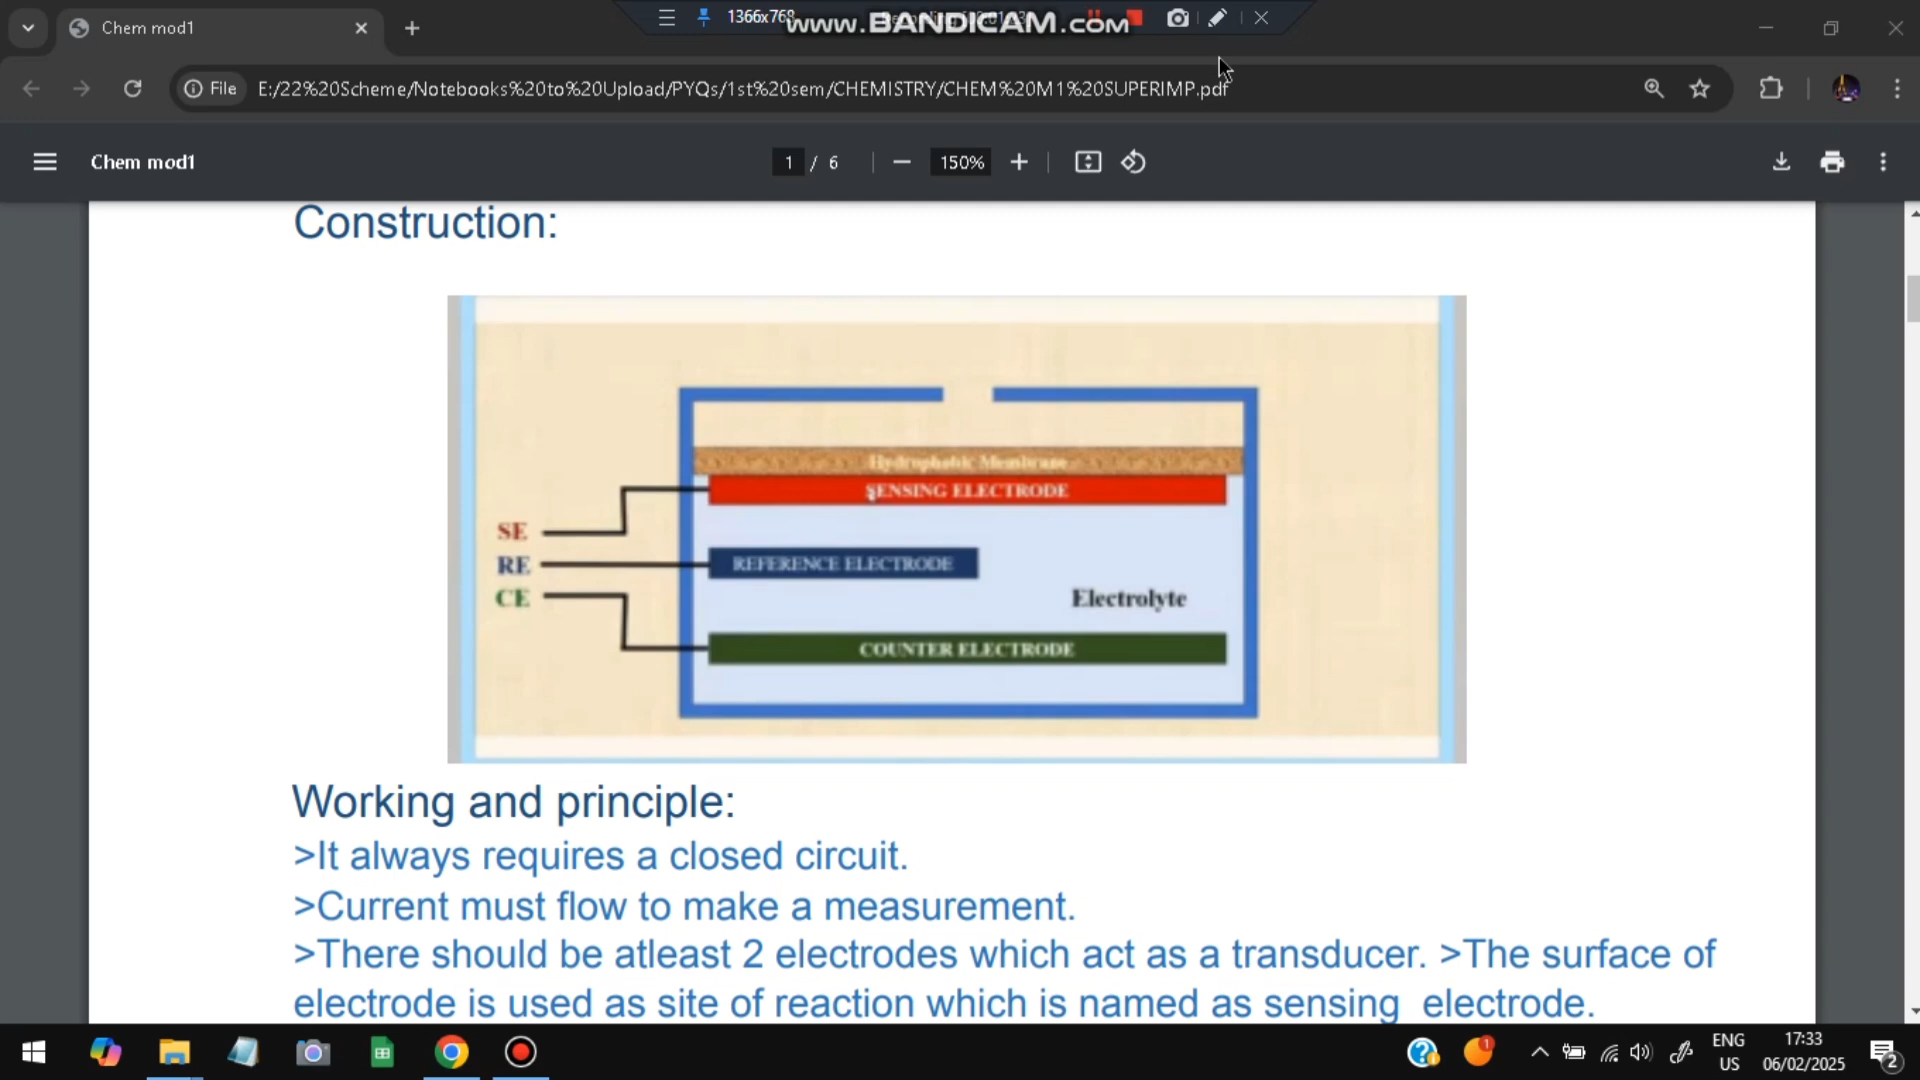 Chem mod1
1366x768
www.BANDICAM.com
File
E:/22%20Scheme/Notebooks%20to%20Upload/PYQs/1st%20sem/CHEMISTRY/CHEM%20M1%20SUPERIMP.pdf
Chem mod1
1 / 6
150%
Construction:
Hydrophobic Membrane
SENSING ELECTRODE
SE
RE
REFERENCE ELECTRODE
CE
Electrolyte
COUNTER ELECTRODE
Working and principle:
>It always requires a closed circuit.
>Current must flow to make a measurement.
>There should be atleast 2 electrodes which act as a transducer. >The surface of
electrode is used as site of reaction which is named as sensing electrode.
1
ENG
US
17:33
06/02/2025
2